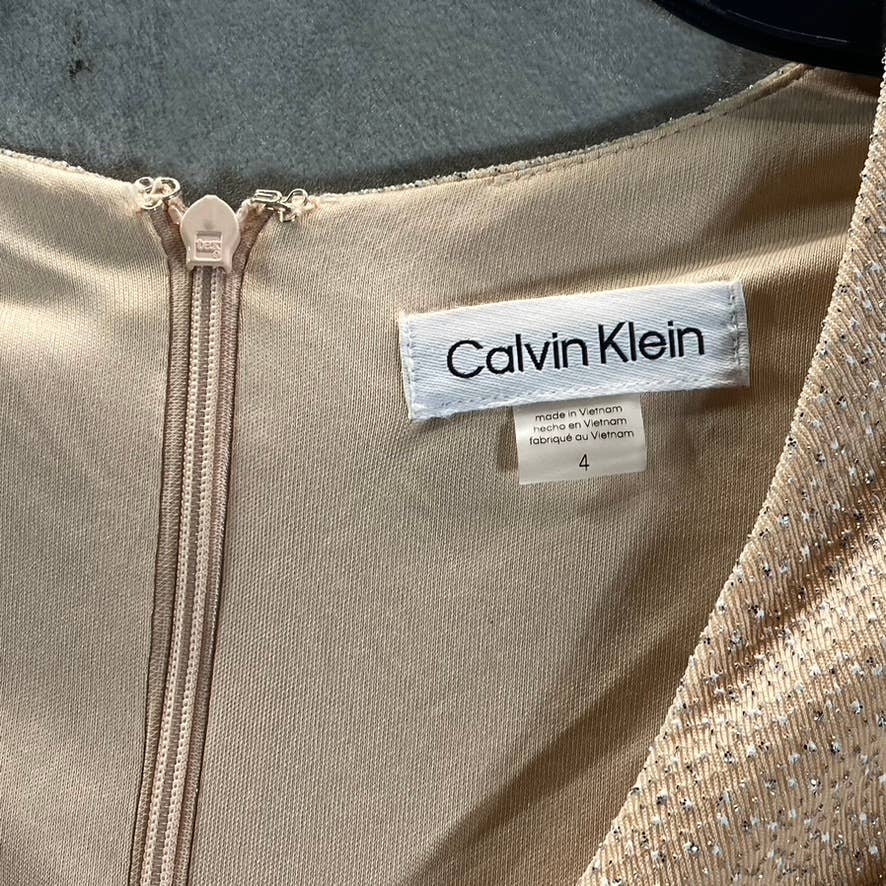 Calvin Klein
made in Vietnam
hecho en Vietnam
fabriqué au Vietnam
4